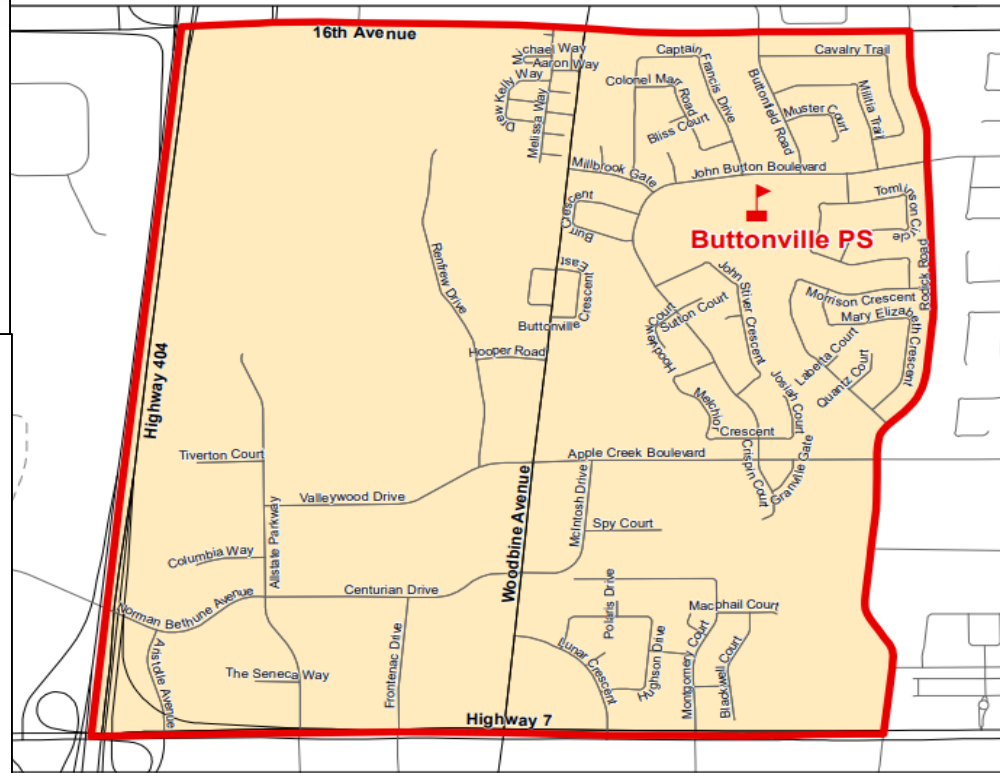 16th Avenue
Michael Way
Aaron Way
Drew Kelly Way
Melissa Way
Captain Francis Drive
Colonel Marr Road
Bliss Court
Buttonfield Road
Cavalry Trail
Muster Court
Militia Trail
Millbrook Gate
John Button Boulevard
Burr Crescent
Tomlinson Circle
Buttonville PS
Rodick Road
Renfrew Drive
East
Buttonville Crescent
Hooper Road
John Stiver Crescent
Sutton Court
Hoodview Court
Morrison Crescent
Mary Elizabeth Crescent
Laberta Court
Quantz Court
Josiah Court
Melchior Crescent
Crispin Court
Granville Gate
Highway 404
Tiverton Court
Apple Creek Boulevard
Valleywood Drive
Allstate Parkway
Woodbine Avenue
McIntosh Drive
Spy Court
Columbia Way
Centurian Drive
Norman Bethune Avenue
Aristotle Avenue
The Seneca Way
Frontenac Drive
Polaris Drive
Macphail Court
Lunar Crescent
Hughson Drive
Montgomery Court
Blackwell Court
Highway 7